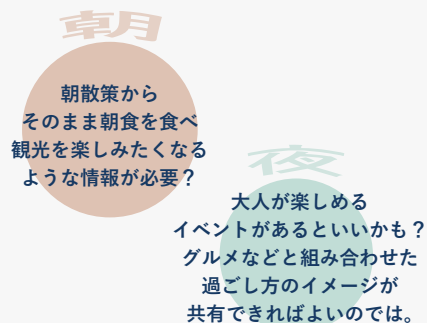 朝
朝散策から
そのまま朝食を食べ
観光を楽しみたくなる
ような情報が必要？
夜
大人が楽しめる
イベントがあるといいかも？
グルメなどと組み合わせた
過ごし方のイメージが
共有できればよいのでは。